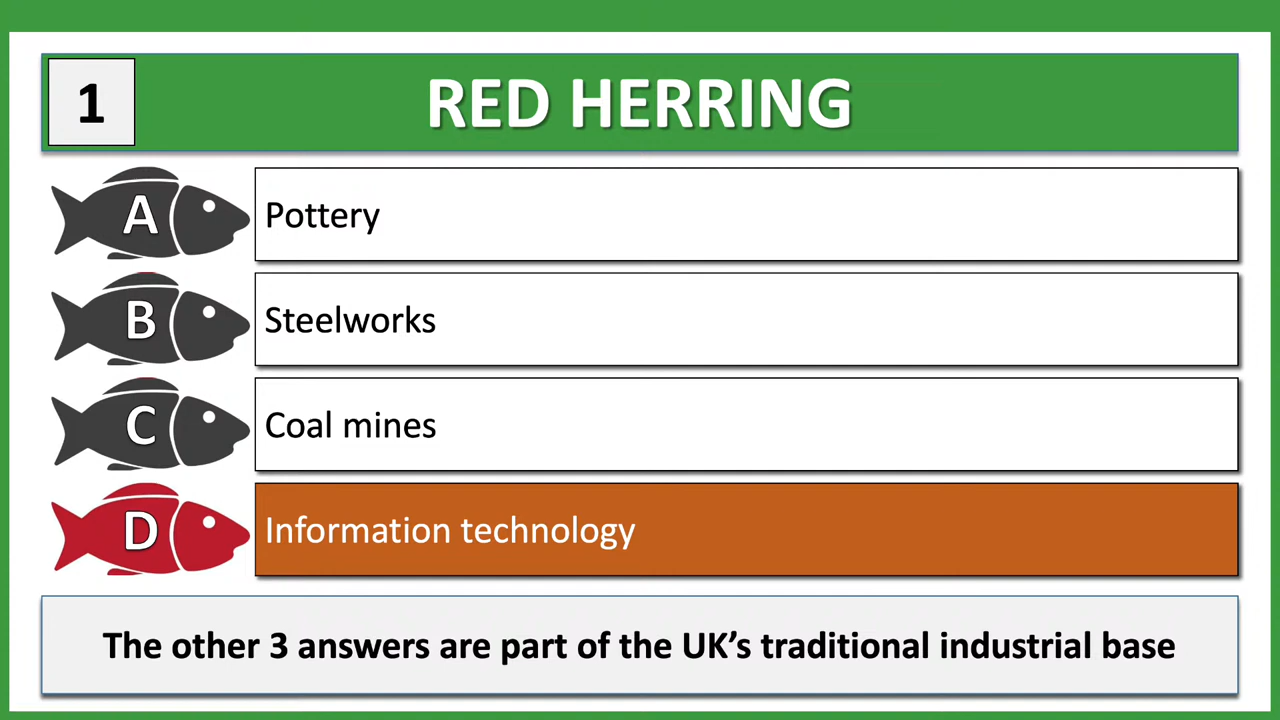 1
RED HERRING
A
Pottery
B
Steelworks
C
Coal mines
D
Information technology
The other 3 answers are part of the UK’s traditional industrial base